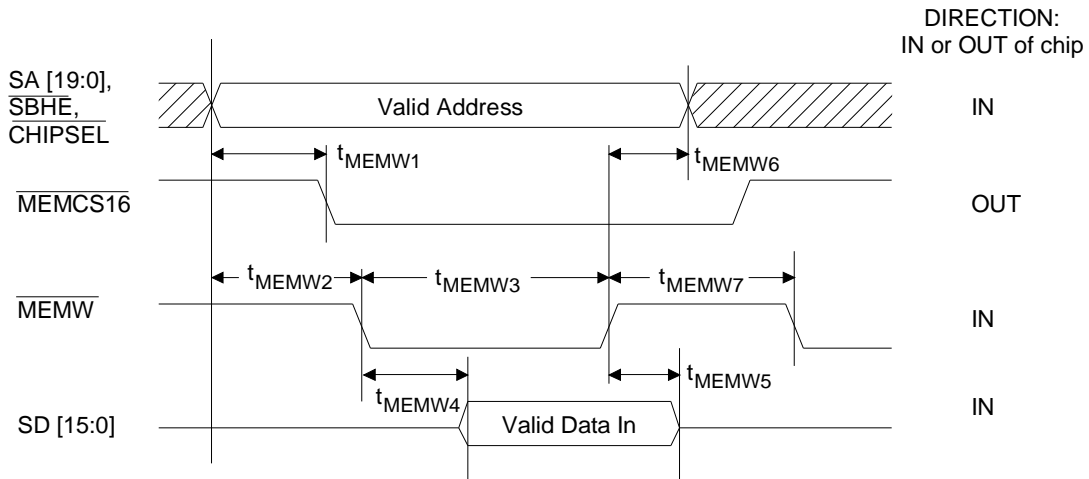 DIRECTION:
IN or OUT of chip
SA [19:0],
SBHE,
CHIPSEL
Valid Address
IN
tMEMW1
tMEMW6
MEMCS16
OUT
tMEMW2
tMEMW3
tMEMW7
MEMW
IN
tMEMW4
tMEMW5
SD [15:0]
Valid Data In
IN